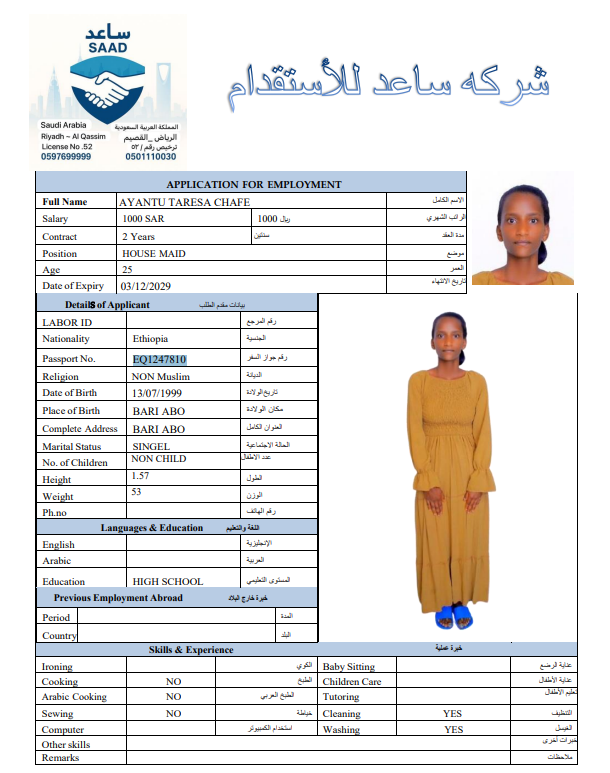 ساعد
SAAD
Saudi Arabia
المملكة العربية السعودية
Riyadh – Al Qassim
الرياض _القصيم
License No .52
ترخيص رقم / ٥٢
0597699999
0501110030
شركه ساعد للأستقدام
APPLICATION FOR EMPLOYMENT
Full Name AYANTU TARESA CHAFE الاسم الكامل
Salary 1000 SAR 1000 ريال الراتب الشهري
Contract 2 Years سنتين مدة العقد
Position HOUSE MAID موضع
Age 25 العمر
Date of Expiry 03/12/2029 تاريخ الانتهاء
Details of Applicant بيانات مقدم الطلب
LABOR ID رقم المرجع
Nationality Ethiopia الجنسية
Passport No. EQ1247810 رقم جواز السفر
Religion NON Muslim الديانة
Date of Birth 13/07/1999 تاريخ الولادة
Place of Birth BARI ABO مكان الولادة
Complete Address BARI ABO العنوان الكامل
Marital Status SINGEL الحالة الاجتماعية
No. of Children NON CHILD عدد الاطفال
Height 1.57 الطول
Weight 53 الوزن
Ph.no رقم الهاتف
Languages & Education اللغة والتعليم
English الإنجليزية
Arabic العربية
Education HIGH SCHOOL المستوى التعليمي
Previous Employment Abroad خبرة خارج البلاد
Period المدة
Country البلد
Skills & Experience خبرة عملية
Ironing الكوي Baby Sitting عناية الرضع
Cooking NO الطبخ Children Care عناية الأطفال
Arabic Cooking NO الطبخ العربي Tutoring تعليم الأطفال
Sewing NO خياطة Cleaning YES التنظيف
Computer استخدام الكمبيوتر Washing YES الغسيل
Other skills خبرات أخرى
Remarks ملاحظات